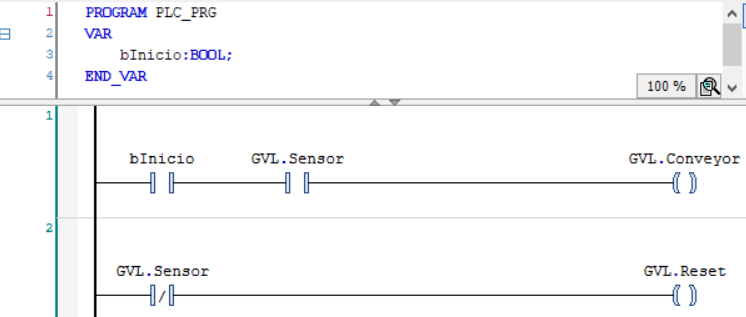 1 PROGRAM PLC_PRG
2 VAR
3 bInicio:BOOL;
4 END_VAR
100 %
1
bInicio GVL.Sensor GVL.Conveyor
2
GVL.Sensor GVL.Reset